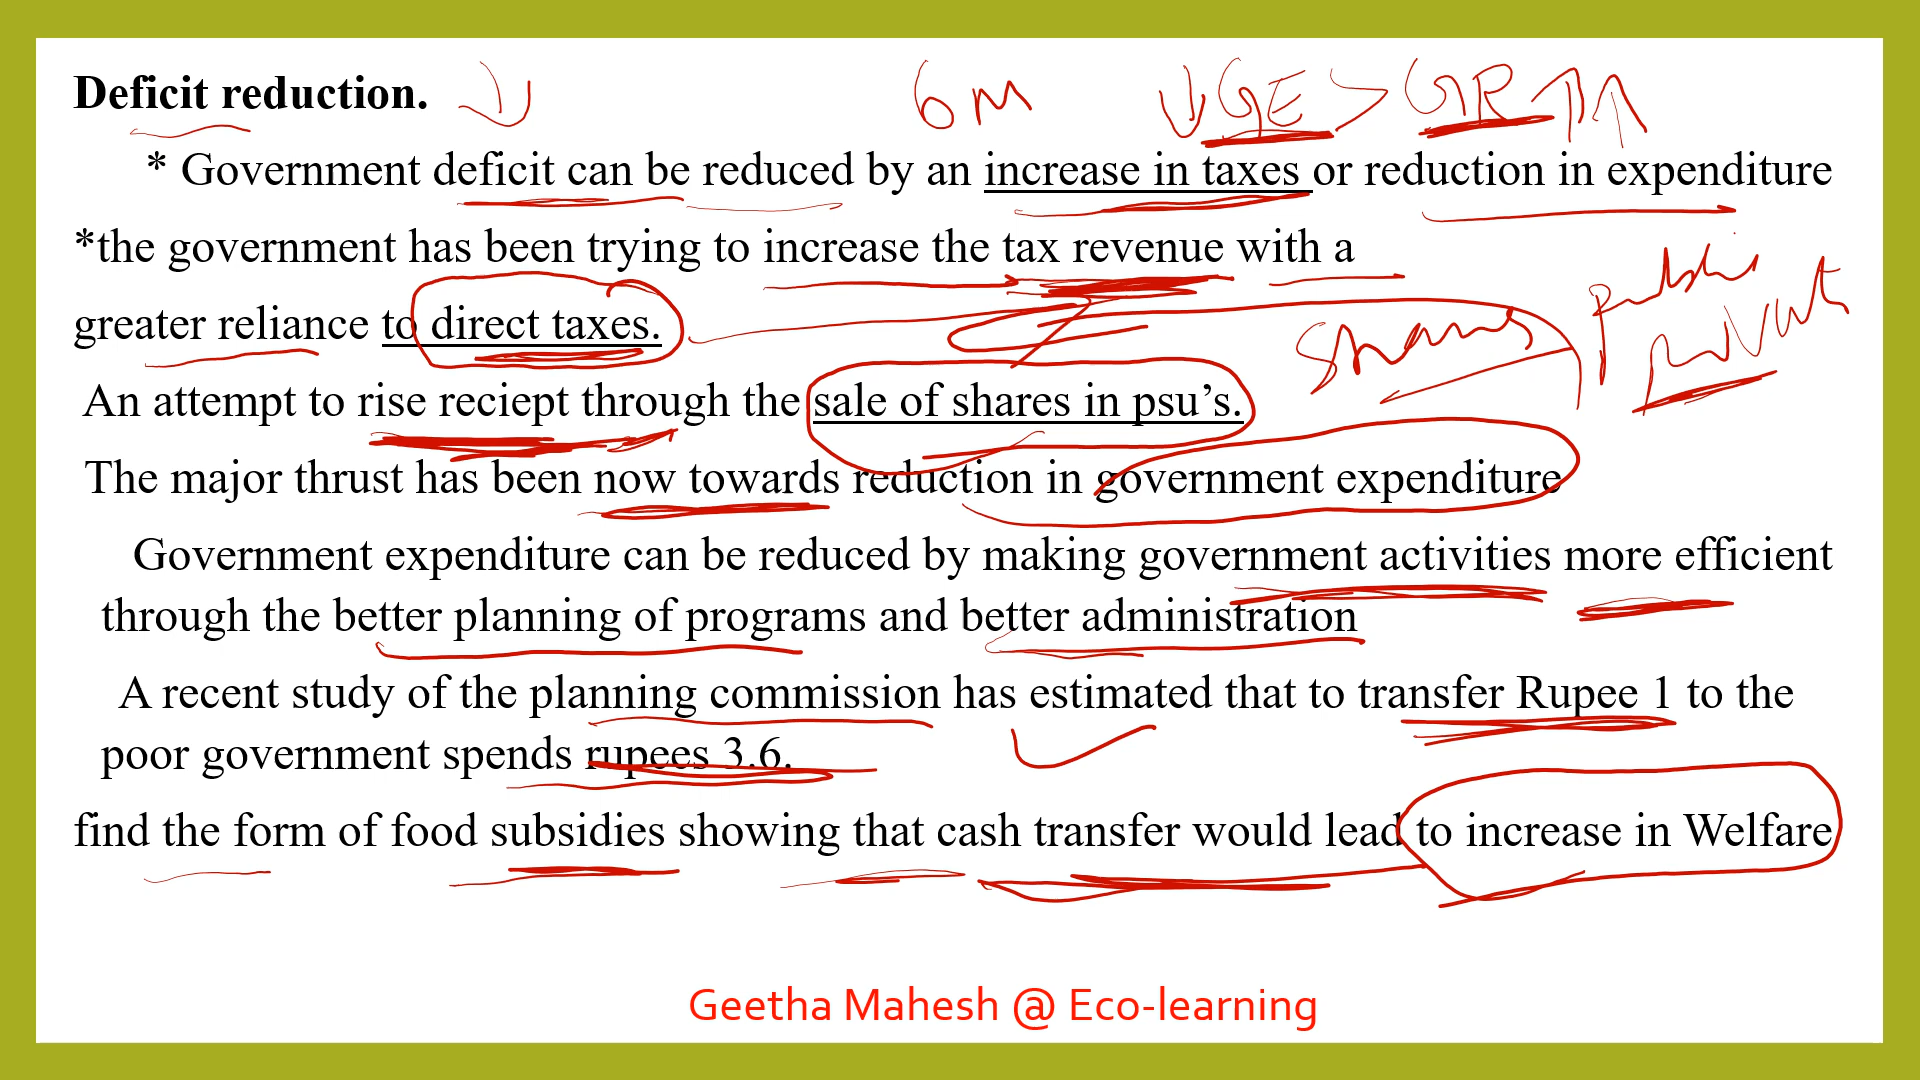 Deficit reduction.
6 m ↓GE > GR ↑↑
* Government deficit can be reduced by an increase in taxes or reduction in expenditure
*the government has been trying to increase the tax revenue with a
greater reliance to direct taxes.
shares
public
An attempt to rise reciept through the sale of shares in psu’s.
The major thrust has been now towards reduction in government expenditure
Government expenditure can be reduced by making government activities more efficient
through the better planning of programs and better administration
A recent study of the planning commission has estimated that to transfer Rupee 1 to the
poor government spends rupees 3.6.
find the form of food subsidies showing that cash transfer would lead to increase in Welfare
Geetha Mahesh @ Eco-learning